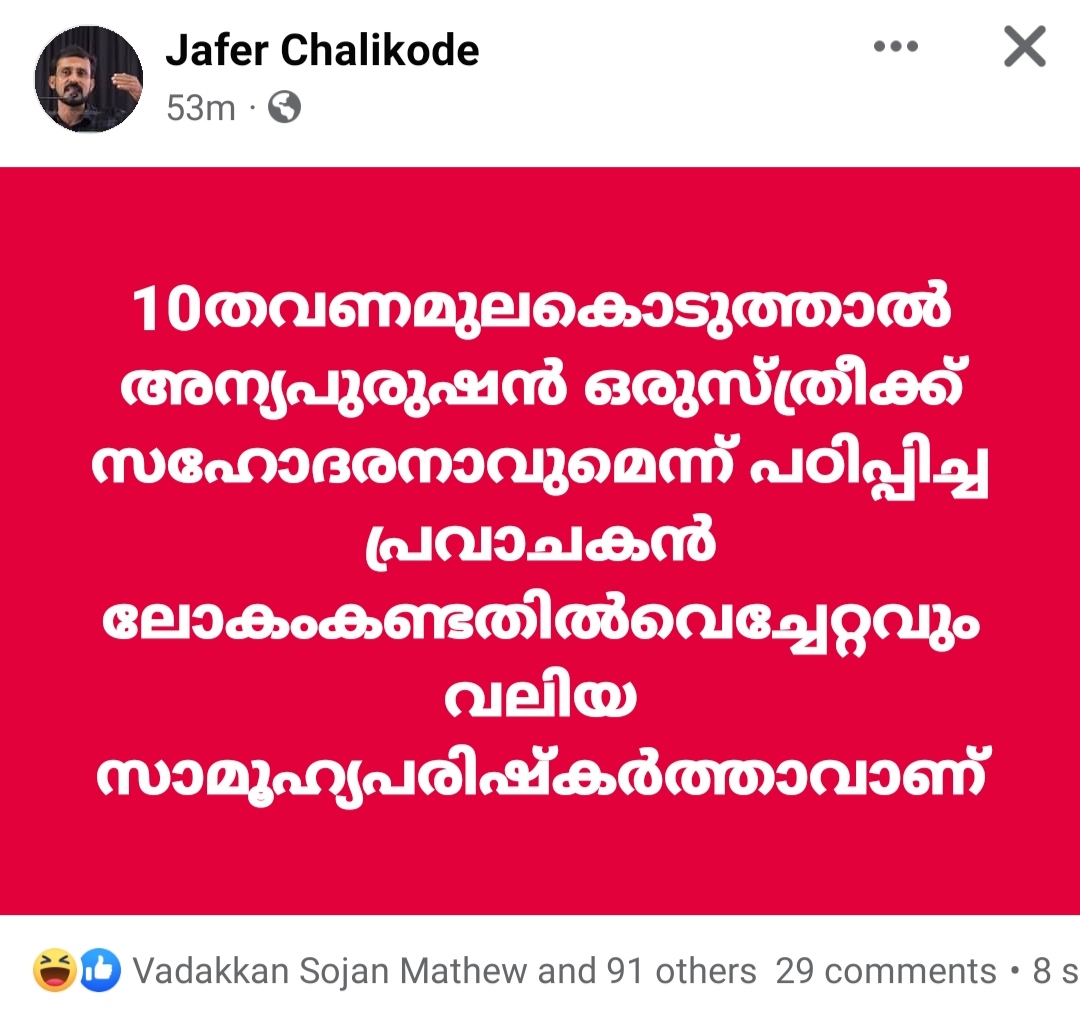 Jafer Chalikode
53m ·
10തവണമുലകൊടുത്താൽ
അന്യപുരുഷൻ ഒരുസ്ത്രീക്ക്
സഹോദരനാവുമെന്ന് പഠിപ്പിച്ച
പ്രവാചകൻ
ലോകംകണ്ടതിൽവെച്ചേറ്റവും
വലിയ
സാമൂഹ്യപരിഷ്കർത്താവാണ്
Vadakkan Sojan Mathew and 91 others 29 comments • 8 s